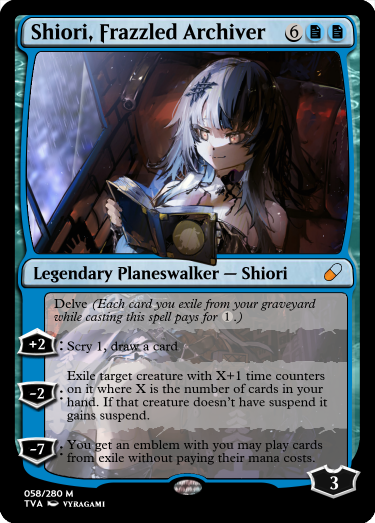 Shiori, Frazzled Archiver 6
Legendary Planeswalker — Shiori
Delve (Each card you exile from your graveyard
while casting this spell pays for 1.)
+2: Scry 1, draw a card
Exile target creature with X+1 time counters
-2: on it where X is the number of cards in your
hand. If that creature doesn't have suspend it
gains suspend.
-7: You get an emblem with you may play cards
from exile without paying their mana costs.
3
058/280 M
TVA VYRAGAMI